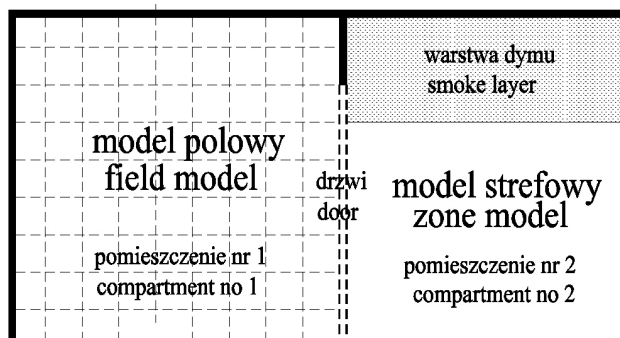 warstwa dymu
smoke layer
model polowy
field model
drzwi
door
model strefowy
zone model
pomieszczenie nr 1
compartment no 1
pomieszczenie nr 2
compartment no 2